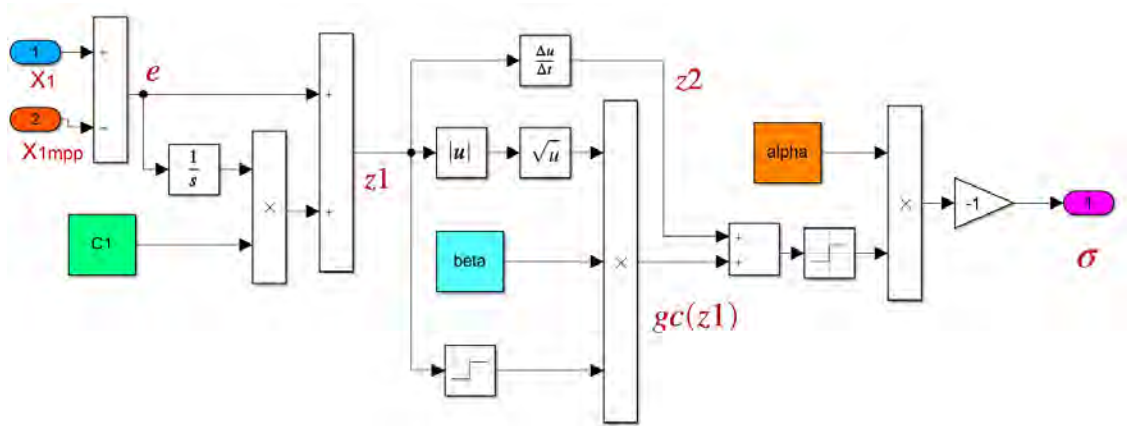 1
X1
2
X1mpp
+
−
e
1
s
×
C1
+
+
z1
Δu
Δt
z2
|u|
√u
beta
×
gc(z1)
alpha
+
+
×
-1
1
σ